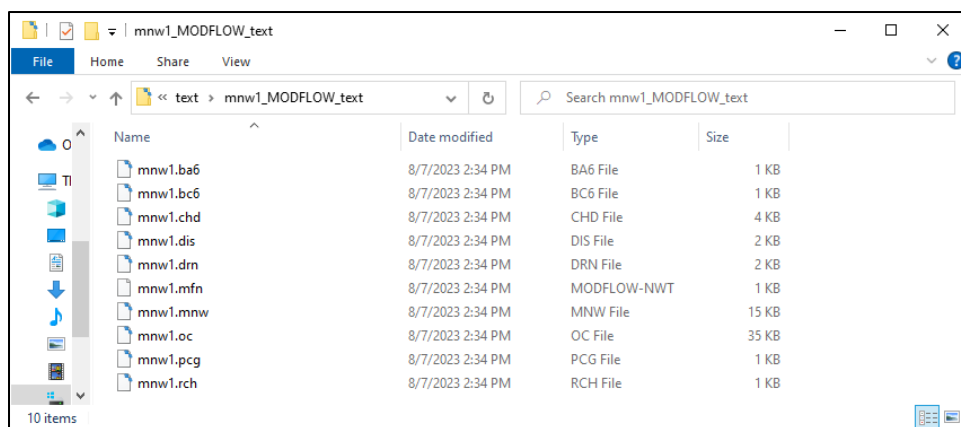 mnw1_MODFLOW_text
File Home Share View ?
« text › mnw1_MODFLOW_text Search mnw1_MODFLOW_text
Name Date modified Type Size
mnw1.ba6 8/7/2023 2:34 PM BA6 File 1 KB
mnw1.bc6 8/7/2023 2:34 PM BC6 File 1 KB
mnw1.chd 8/7/2023 2:34 PM CHD File 4 KB
mnw1.dis 8/7/2023 2:34 PM DIS File 2 KB
mnw1.drn 8/7/2023 2:34 PM DRN File 2 KB
mnw1.mfn 8/7/2023 2:34 PM MODFLOW-NWT 1 KB
mnw1.mnw 8/7/2023 2:34 PM MNW File 15 KB
mnw1.oc 8/7/2023 2:34 PM OC File 35 KB
mnw1.pcg 8/7/2023 2:34 PM PCG File 1 KB
mnw1.rch 8/7/2023 2:34 PM RCH File 1 KB
10 items